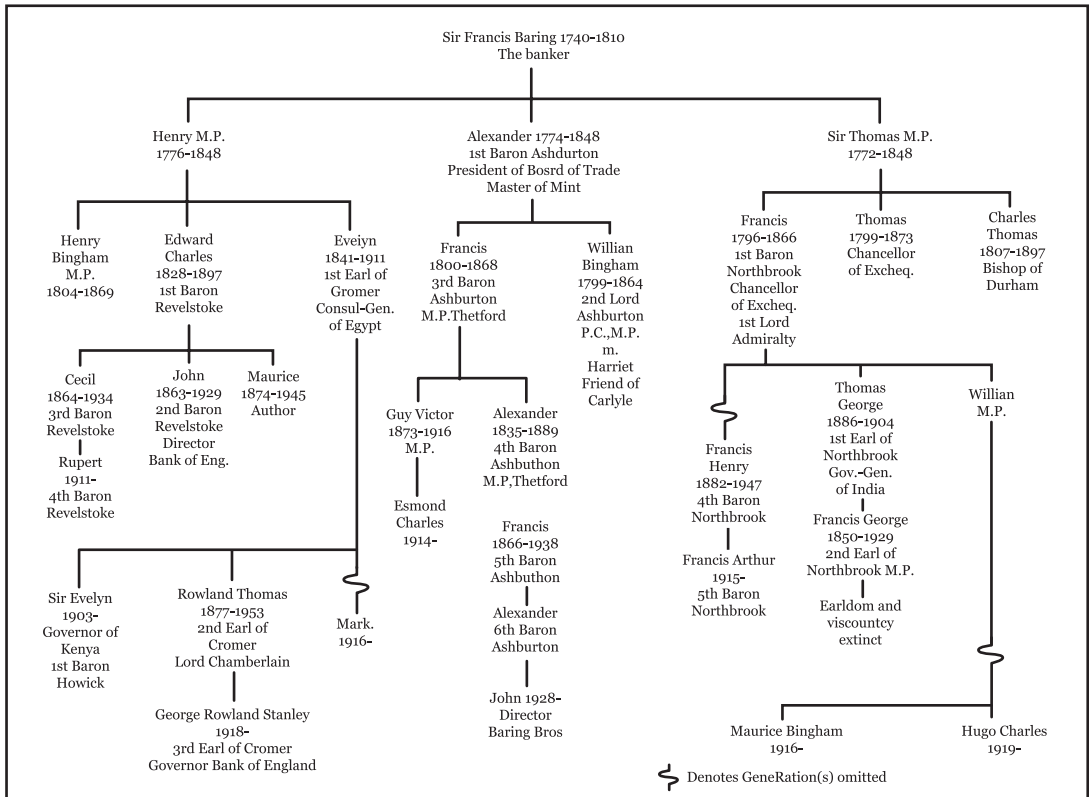 Sir Francis Baring 1740-1810
The banker
Henry M.P.
1776-1848
Alexander 1774-1848
1st Baron Ashdurton
President of Bosrd of Trade
Master of Mint
Sir Thomas M.P.
1772-1848
Henry
Bingham
M.P.
1804-1869
Edward
Charles
1828-1897
1st Baron
Revelstoke
Eveiyn
1841-1911
1st Earl of
Gromer
Consul-Gen.
of Egypt
Francis
1800-1868
3rd Baron
Ashburton
M.P.Thetford
Willian
Bingham
1799-1864
2nd Lord
Ashburton
P.C.,M.P.
m.
Harriet
Friend of
Carlyle
Francis
1796-1866
1st Baron
Northbrook
Chancellor
of Excheq.
1st Lord
Admiralty
Thomas
1799-1873
Chancellor
of Excheq.
Charles
Thomas
1807-1897
Bishop of
Durham
Cecil
1864-1934
3rd Baron
Revelstoke
John
1863-1929
2nd Baron
Revelstoke
Director
Bank of Eng.
Maurice
1874-1945
Author
Rupert
1911-
4th Baron
Revelstoke
Guy Victor
1873-1916
M.P.
Alexander
1835-1889
4th Baron
Ashbuthon
M.P,Thetford
Esmond
Charles
1914-
Francis
1866-1938
5th Baron
Ashbuthon
Alexander
6th Baron
Ashburton
John 1928-
Director
Baring Bros
Francis
Henry
1882-1947
4th Baron
Northbrook
Francis Arthur
1915-
5th Baron
Northbrook
Thomas
George
1886-1904
1st Earl of
Northbrook
Gov.-Gen.
of India
Francis George
1850-1929
2nd Earl of
Northbrook M.P.
Earldom and
viscountcy
extinct
Willian
M.P.
Sir Evelyn
1903-
Governor of
Kenya
1st Baron
Howick
Rowland Thomas
1877-1953
2nd Earl of
Cromer
Lord Chamberlain
Mark.
1916-
George Rowland Stanley
1918-
3rd Earl of Cromer
Governor Bank of England
Maurice Bingham
1916-
Hugo Charles
1919-
Denotes GeneRation(s) omitted